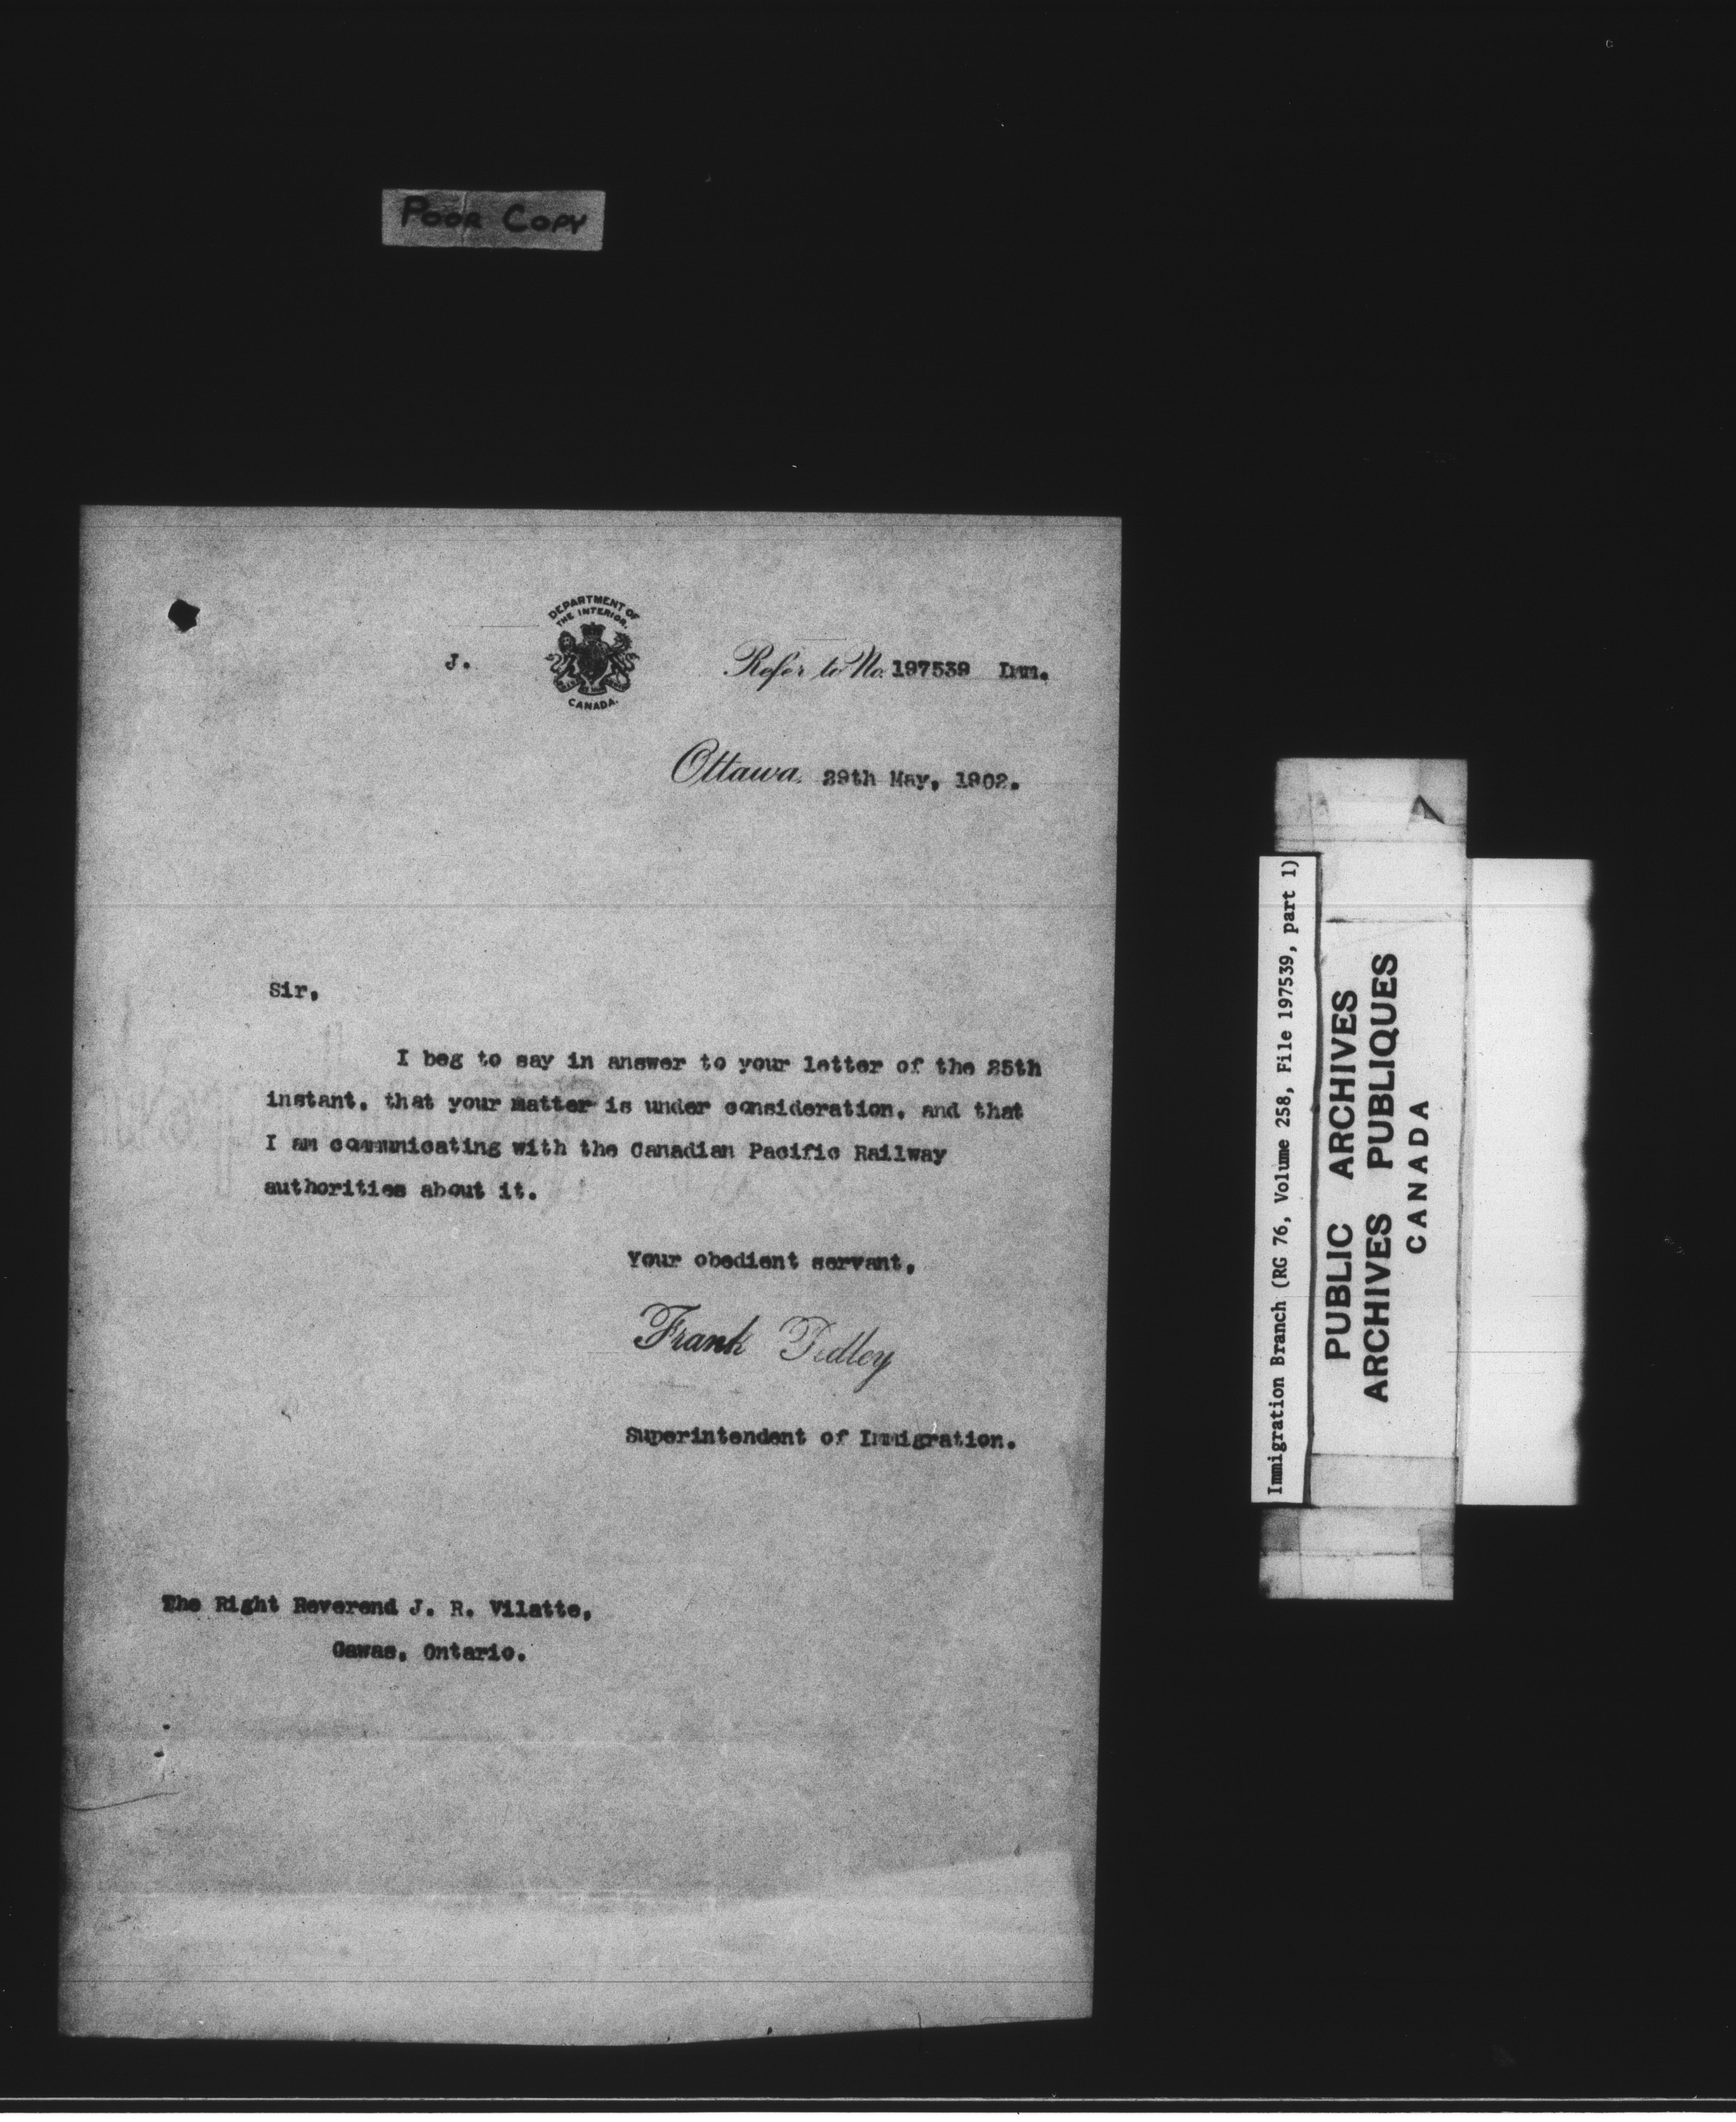 POOR COPY
DEPARTMENT OF
THE INTERIOR.
CANADA.
J.
Refer to No. 197539 Imm.
Ottawa, 29th May, 1902.
Sir,
I beg to say in answer to your letter of the 25th
instant, that your matter is under consideration, and that
I am communicating with the Canadian Pacific Railway
authorities about it.
Your obedient servant,
Frank Pedley
Superintendent of Immigration.
The Right Reverend J. R. Vilatte,
Gawas, Ontario.
Immigration Branch (RG 76, Volume 258, File 197539, part 1)
PUBLIC ARCHIVES
ARCHIVES PUBLIQUES
CANADA